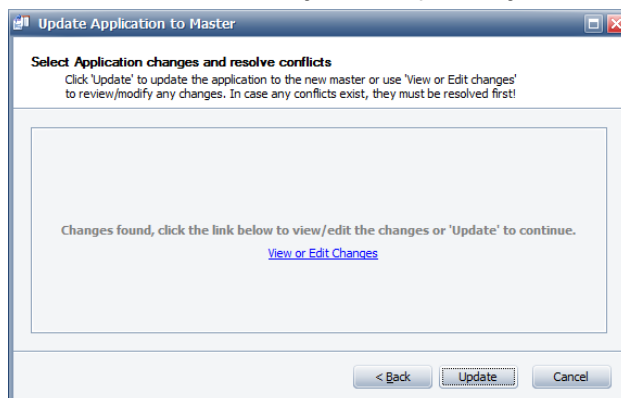 Update Application to Master
Select Application changes and resolve conflicts
Click 'Update' to update the application to the new master or use 'View or Edit changes'
to review/modify any changes. In case any conflicts exist, they must be resolved first!
Changes found, click the link below to view/edit the changes or 'Update' to continue.
View or Edit Changes
< Back Update Cancel